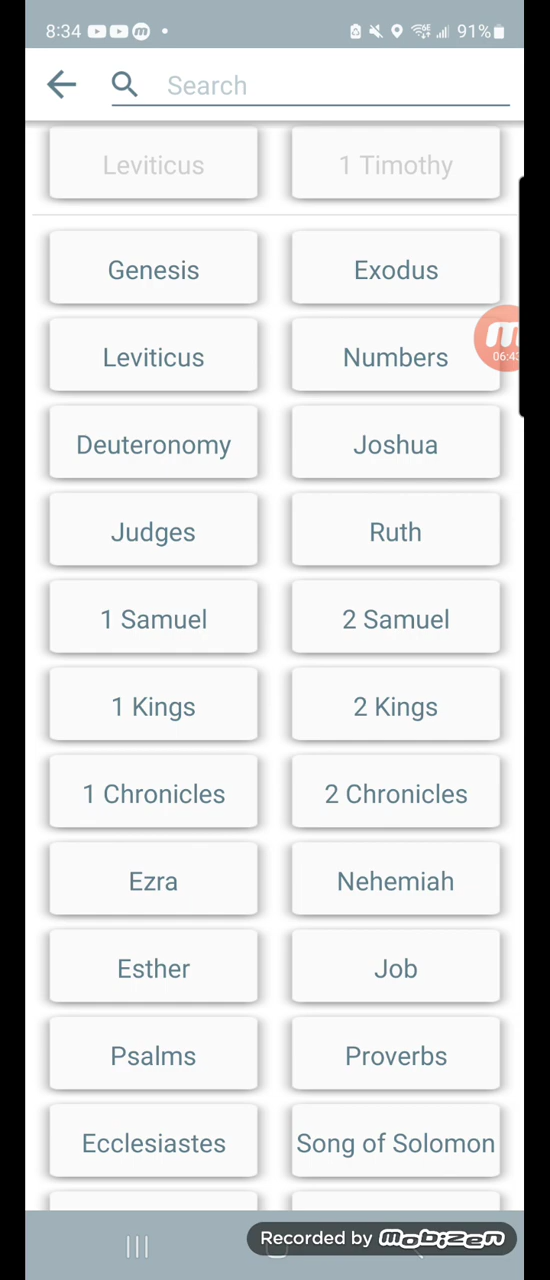 8:34 m 91%
Search
Leviticus 1 Timothy
Genesis Exodus
Leviticus Numbers
06:43
Deuteronomy Joshua
Judges Ruth
1 Samuel 2 Samuel
1 Kings 2 Kings
1 Chronicles 2 Chronicles
Ezra Nehemiah
Esther Job
Psalms Proverbs
Ecclesiastes Song of Solomon
Recorded by mobizen